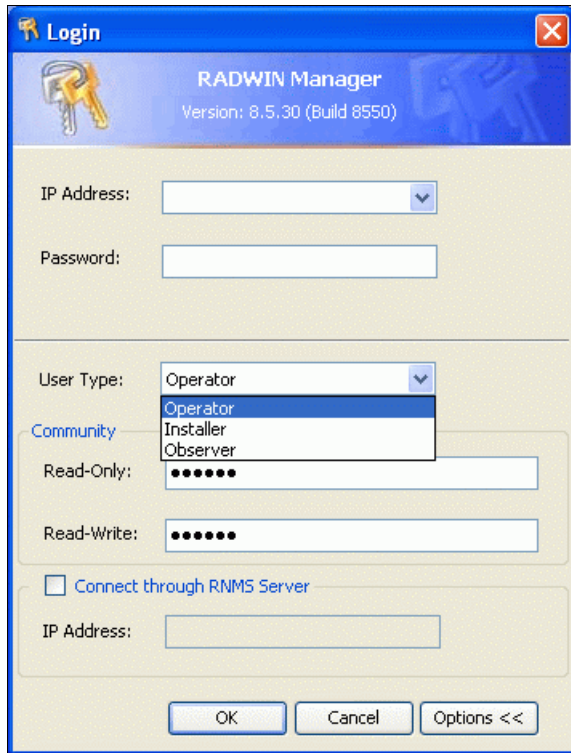 Login
RADWIN Manager
Version: 8.5.30 (Build 8550)
IP Address:
Password:
User Type: Operator
Operator
Installer
Observer
Community
Read-Only: ●●●●●●
Read-Write: ●●●●●●
Connect through RNMS Server
IP Address:
OK Cancel Options <<